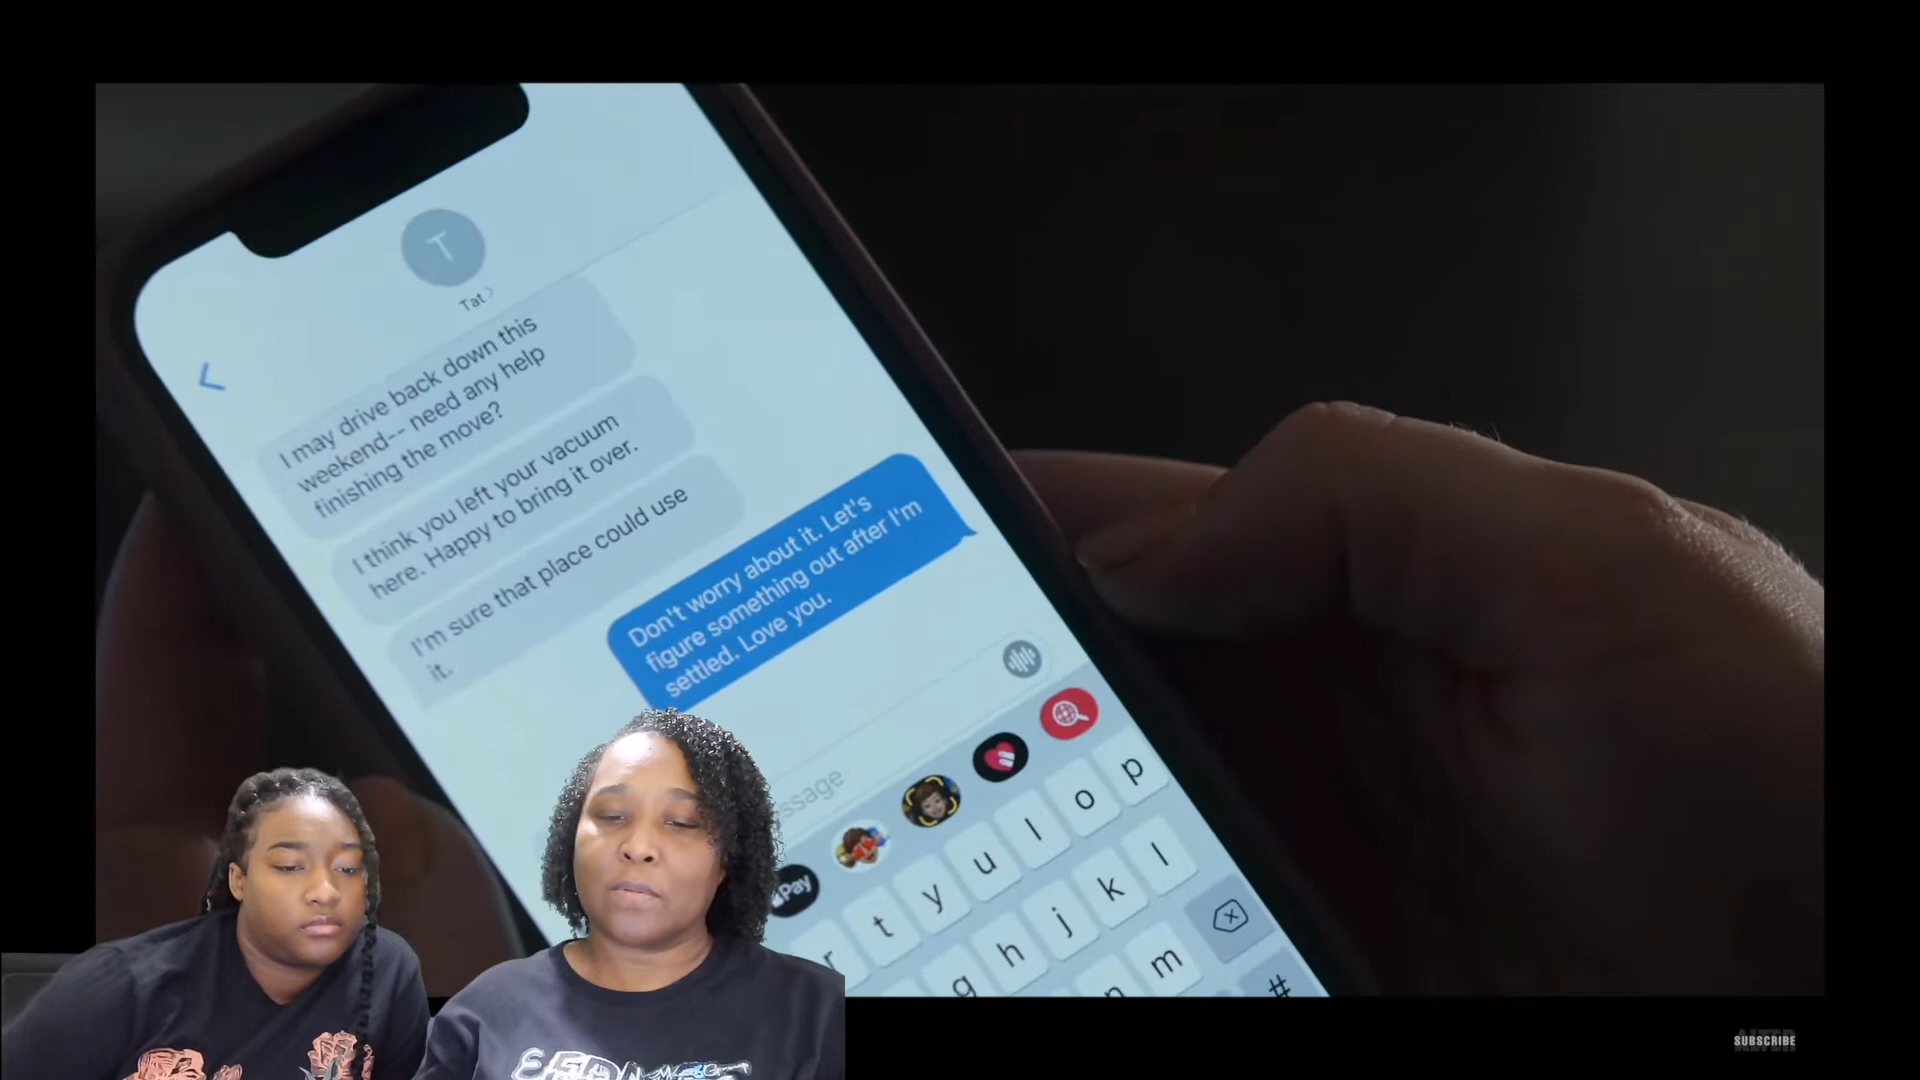 T
Tat >
I may drive back down this
weekend-- need any help
finishing the move?
I think you left your vacuum
here. Happy to bring it over.
I'm sure that place could use
it.
Don't worry about it. Let's
figure something out after I'm
settled. Love you.
Pay
r t y u I o p
g h j k l
m
#
ALTER
SUBSCRIBE